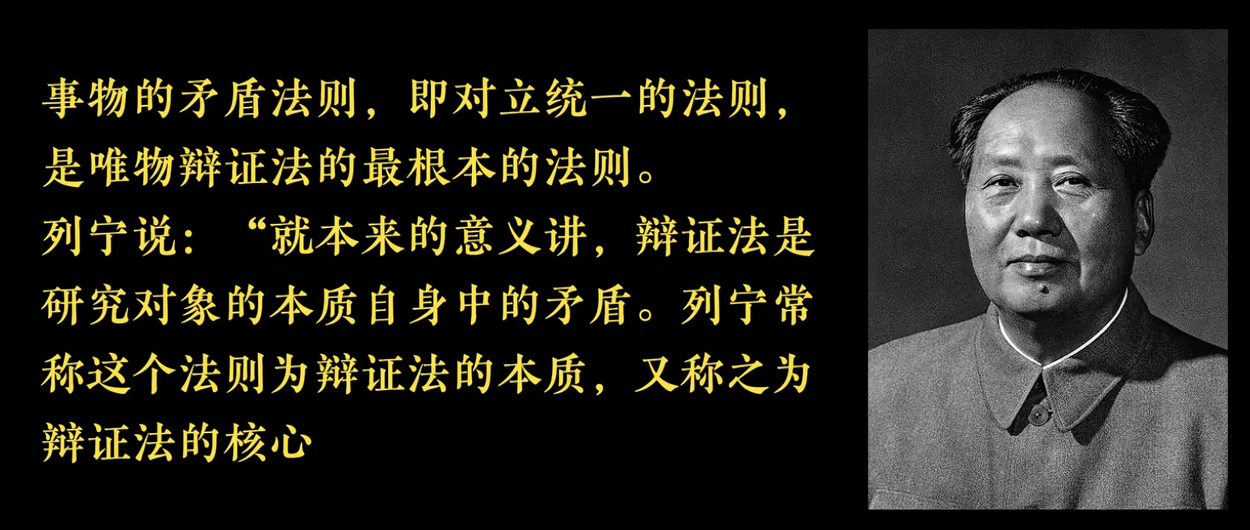 事物的矛盾法则，即对立统一的法则，
是唯物辩证法的最根本的法则。
列宁说：“就本来的意义讲，辩证法是
研究对象的本质自身中的矛盾。列宁常
称这个法则为辩证法的本质，又称之为
辩证法的核心